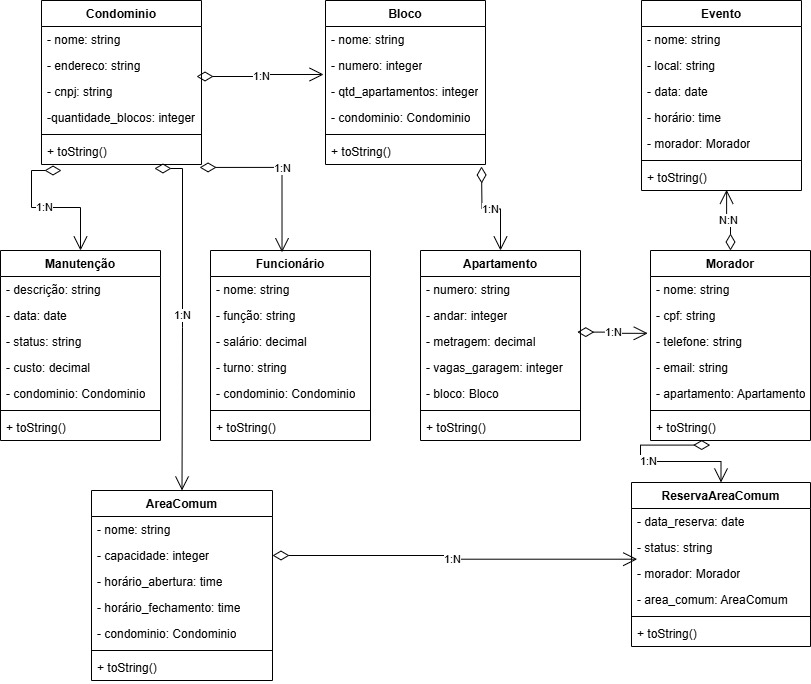 Condominio
- nome: string
- endereco: string
- cnpj: string
-quantidade_blocos: integer
+ toString()
1:N
Bloco
- nome: string
- numero: integer
- qtd_apartamentos: integer
- condominio: Condominio
+ toString()
Evento
- nome: string
- local: string
- data: date
- horário: time
- morador: Morador
+ toString()
1:N
1:N
1:N
1:N
N:N
Manutenção
- descrição: string
- data: date
- status: string
- custo: decimal
- condominio: Condominio
+ toString()
Funcionário
- nome: string
- função: string
- salário: decimal
- turno: string
- condominio: Condominio
+ toString()
Apartamento
- numero: string
- andar: integer
- metragem: decimal
- vagas_garagem: integer
- bloco: Bloco
+ toString()
1:N
Morador
- nome: string
- cpf: string
- telefone: string
- email: string
- apartamento: Apartamento
+ toString()
1:N
AreaComum
- nome: string
- capacidade: integer
- horário_abertura: time
- horário_fechamento: time
- condominio: Condominio
+ toString()
1:N
ReservaAreaComum
- data_reserva: date
- status: string
- morador: Morador
- area_comum: AreaComum
+ toString()